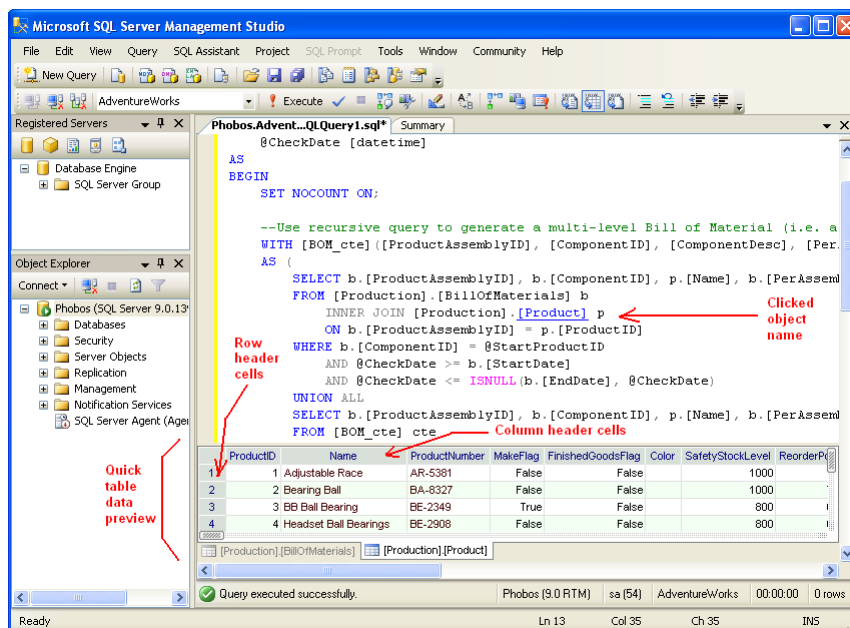 Microsoft SQL Server Management Studio
File Edit View Query SQL Assistant Project SQL Prompt Tools Window Community Help
New Query
AdventureWorks Execute
Registered Servers
Database Engine
SQL Server Group
Object Explorer
Connect
Phobos (SQL Server 9.0.13
Databases
Security
Server Objects
Replication
Management
Notification Services
SQL Server Agent (Age
Quick
table
data
preview
Row
header
cells
Phobos.Advent...QLQuery1.sql* Summary
@CheckDate [datetime]
AS
BEGIN
SET NOCOUNT ON;
--Use recursive query to generate a multi-level Bill of Material (i.e. a
WITH [BOM_cte]([ProductAssemblyID], [ComponentID], [ComponentDesc], [Per
AS (
SELECT b.[ProductAssemblyID], b.[ComponentID], p.[Name], b.[PerAssem
FROM [Production].[BillOfMaterials] b
INNER JOIN [Production].[Product] p
ON b.[ProductAssemblyID] = p.[ProductID]
WHERE b.[ComponentID] = @StartProductID
AND @CheckDate >= b.[StartDate]
AND @CheckDate <= ISNULL(b.[EndDate], @CheckDate)
UNION ALL
SELECT b.[ProductAssemblyID], b.[ComponentID], p.[Name], b.[PerAssem
FROM [BOM_cte] cte
Clicked
object
name
Column header cells
ProductID Name ProductNumber MakeFlag FinishedGoodsFlag Color SafetyStockLevel ReorderPo
1 1 Adjustable Race AR-5381 False False 1000
2 2 Bearing Ball BA-8327 False False 1000
3 3 BB Ball Bearing BE-2349 True False 800
4 4 Headset Ball Bearings BE-2908 False False 800
[Production].[BillOfMaterials] [Production].[Product]
Query executed successfully. Phobos (9.0 RTM) sa (54) AdventureWorks 00:00:00 0 rows
Ready Ln 13 Col 35 Ch 35 INS